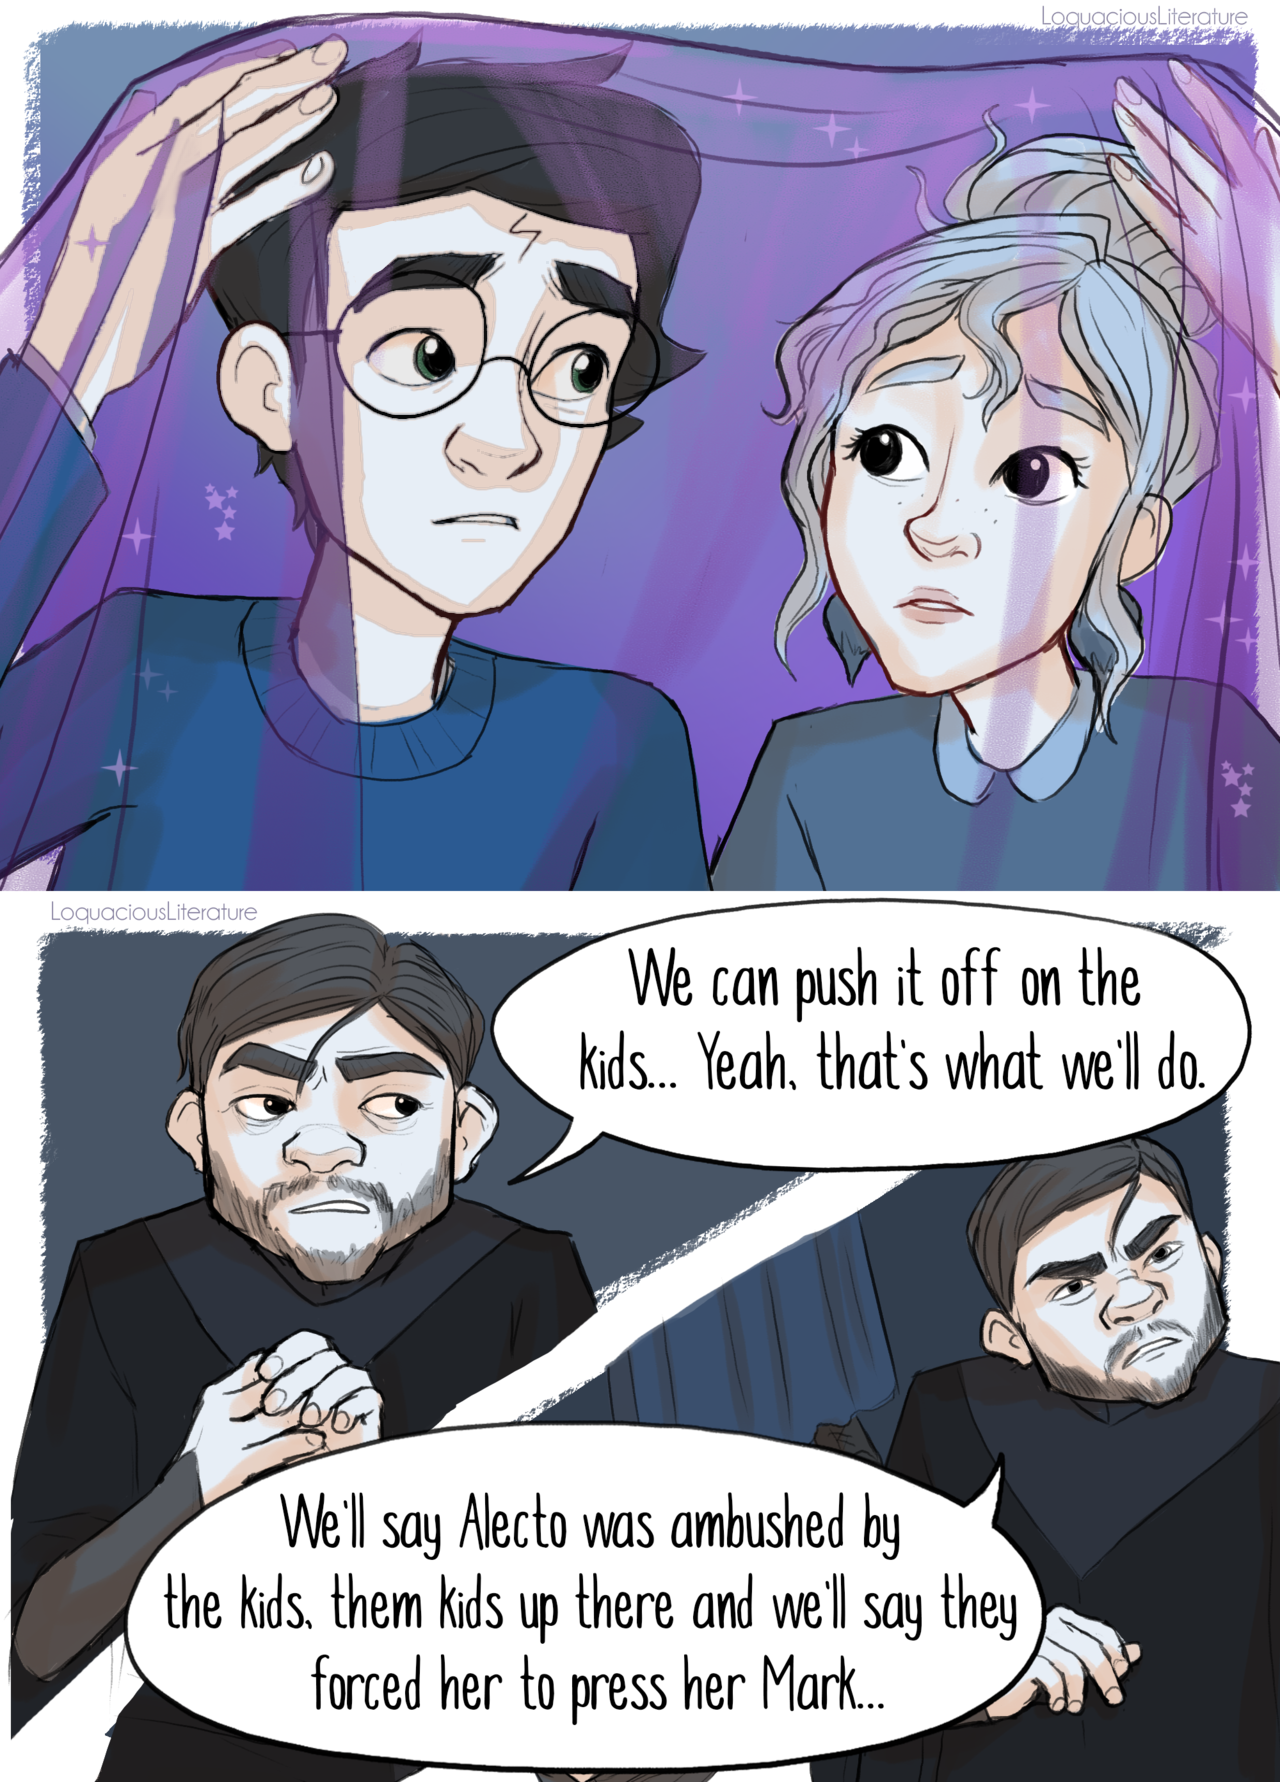 LoquaciousLiterature
LoquaciousLiterature
We can push it off on the
kids... Yeah, that's what we'll do.
We'll say Alecto was ambushed by
the kids, them kids up there and we'll say they
forced her to press her Mark...